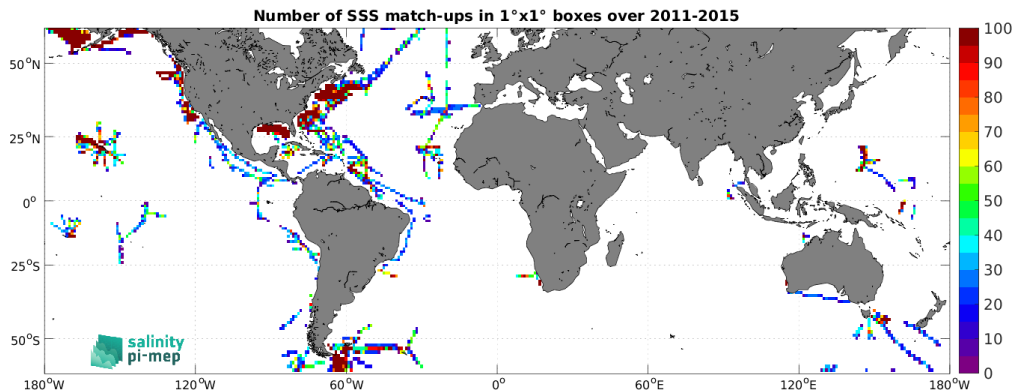 Number of SSS match-ups in 1°x1° boxes over 2011-2015
100
90
80
70
60
50
40
30
20
10
0
50°N
25°N
0°
25°S
50°S
salinity
pi-mep
180°W 120°W 60°W 0° 60°E 120°E 180°W